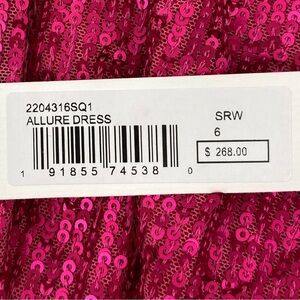 2204316SQ1
ALLURE DRESS
SRW
6
$ 268.00
1 91855 74538 0